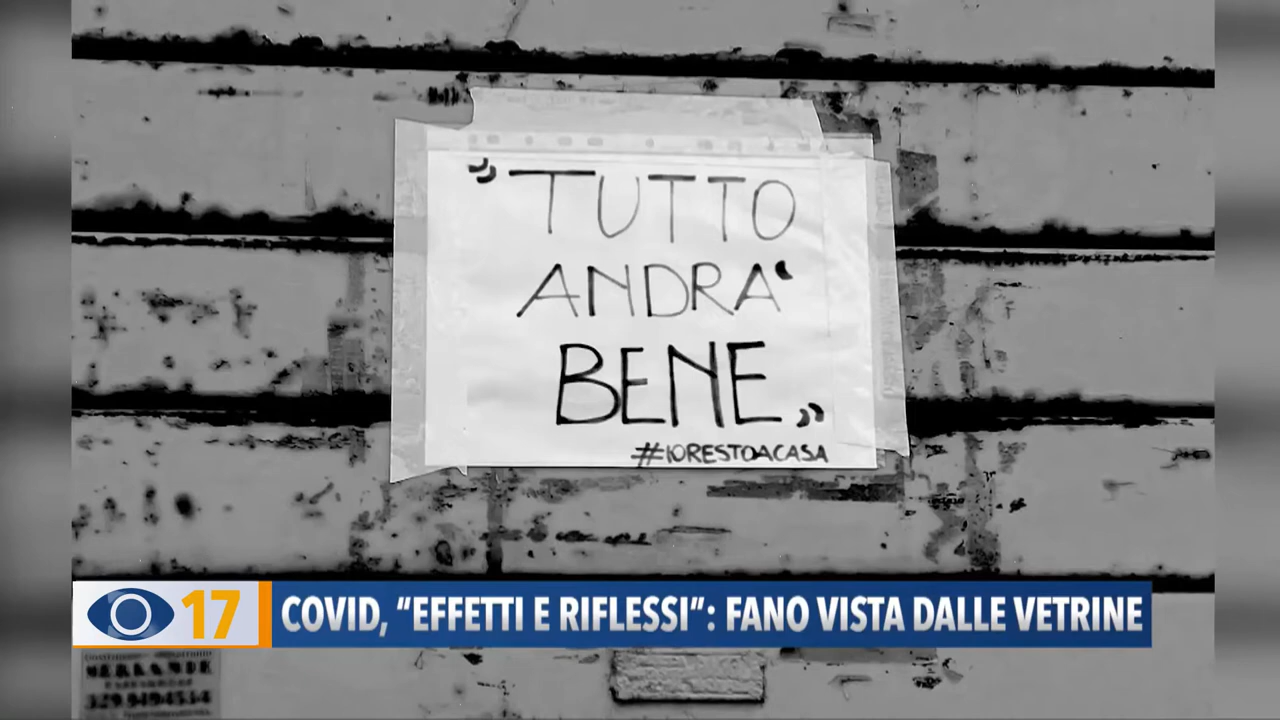 ”TUTTO
ANDRA‘
BENE„
#IORESTOACASA
17
COVID, “EFFETTI E RIFLESSI”: FANO VISTA DALLE VETRINE